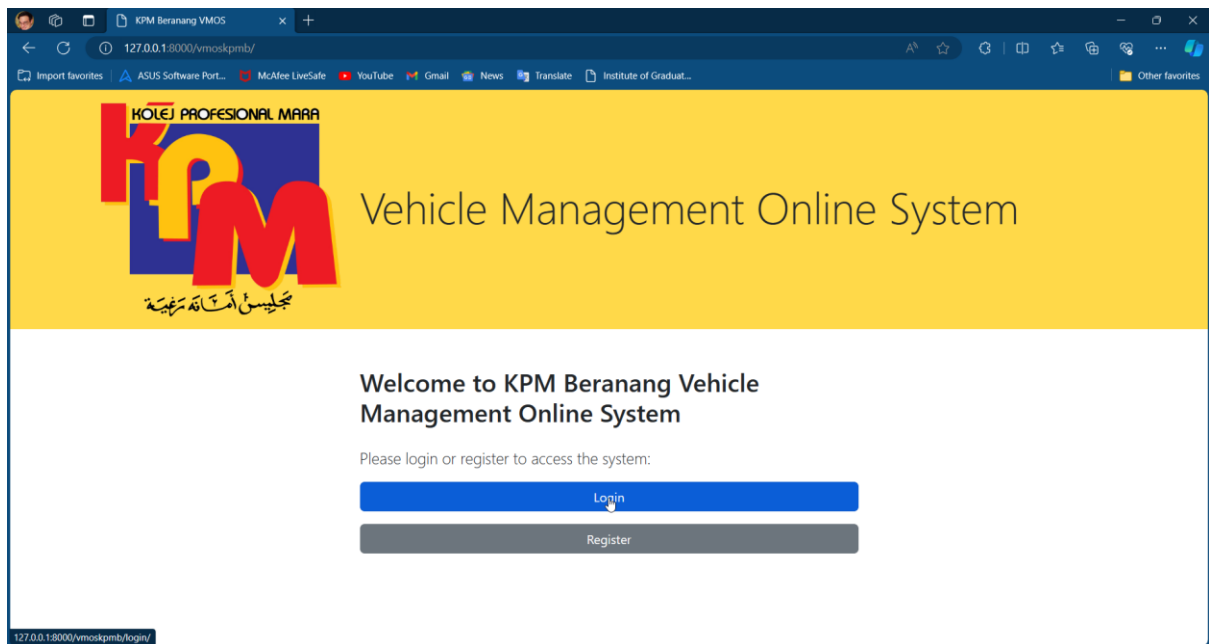 KPM Beranang VMOS
127.0.0.1:8000/vmoskpmb/
Import favorites
ASUS Software Port...
McAfee LiveSafe
YouTube
Gmail
News
Translate
Institute of Graduat...
Other favorites
KOLEJ PROFESIONAL MARA
KPM
مجليس أمانه رعية
Vehicle Management Online System
Welcome to KPM Beranang Vehicle
Management Online System
Please login or register to access the system:
Login
Register
127.0.0.1:8000/vmoskpmb/login/